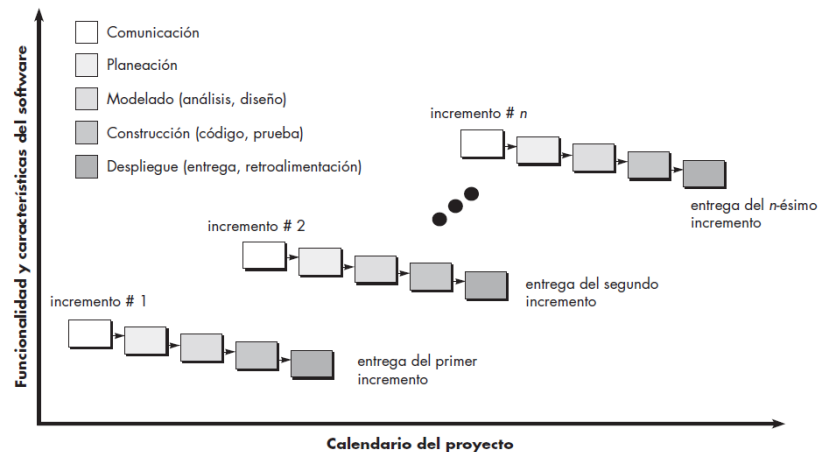 Funcionalidad y características del software
Comunicación
Planeación
Modelado (análisis, diseño)
Construcción (código, prueba)
Despliegue (entrega, retroalimentación)
incremento # n
entrega del n-ésimo
incremento
incremento # 2
entrega del segundo
incremento
incremento # 1
entrega del primer
incremento
Calendario del proyecto